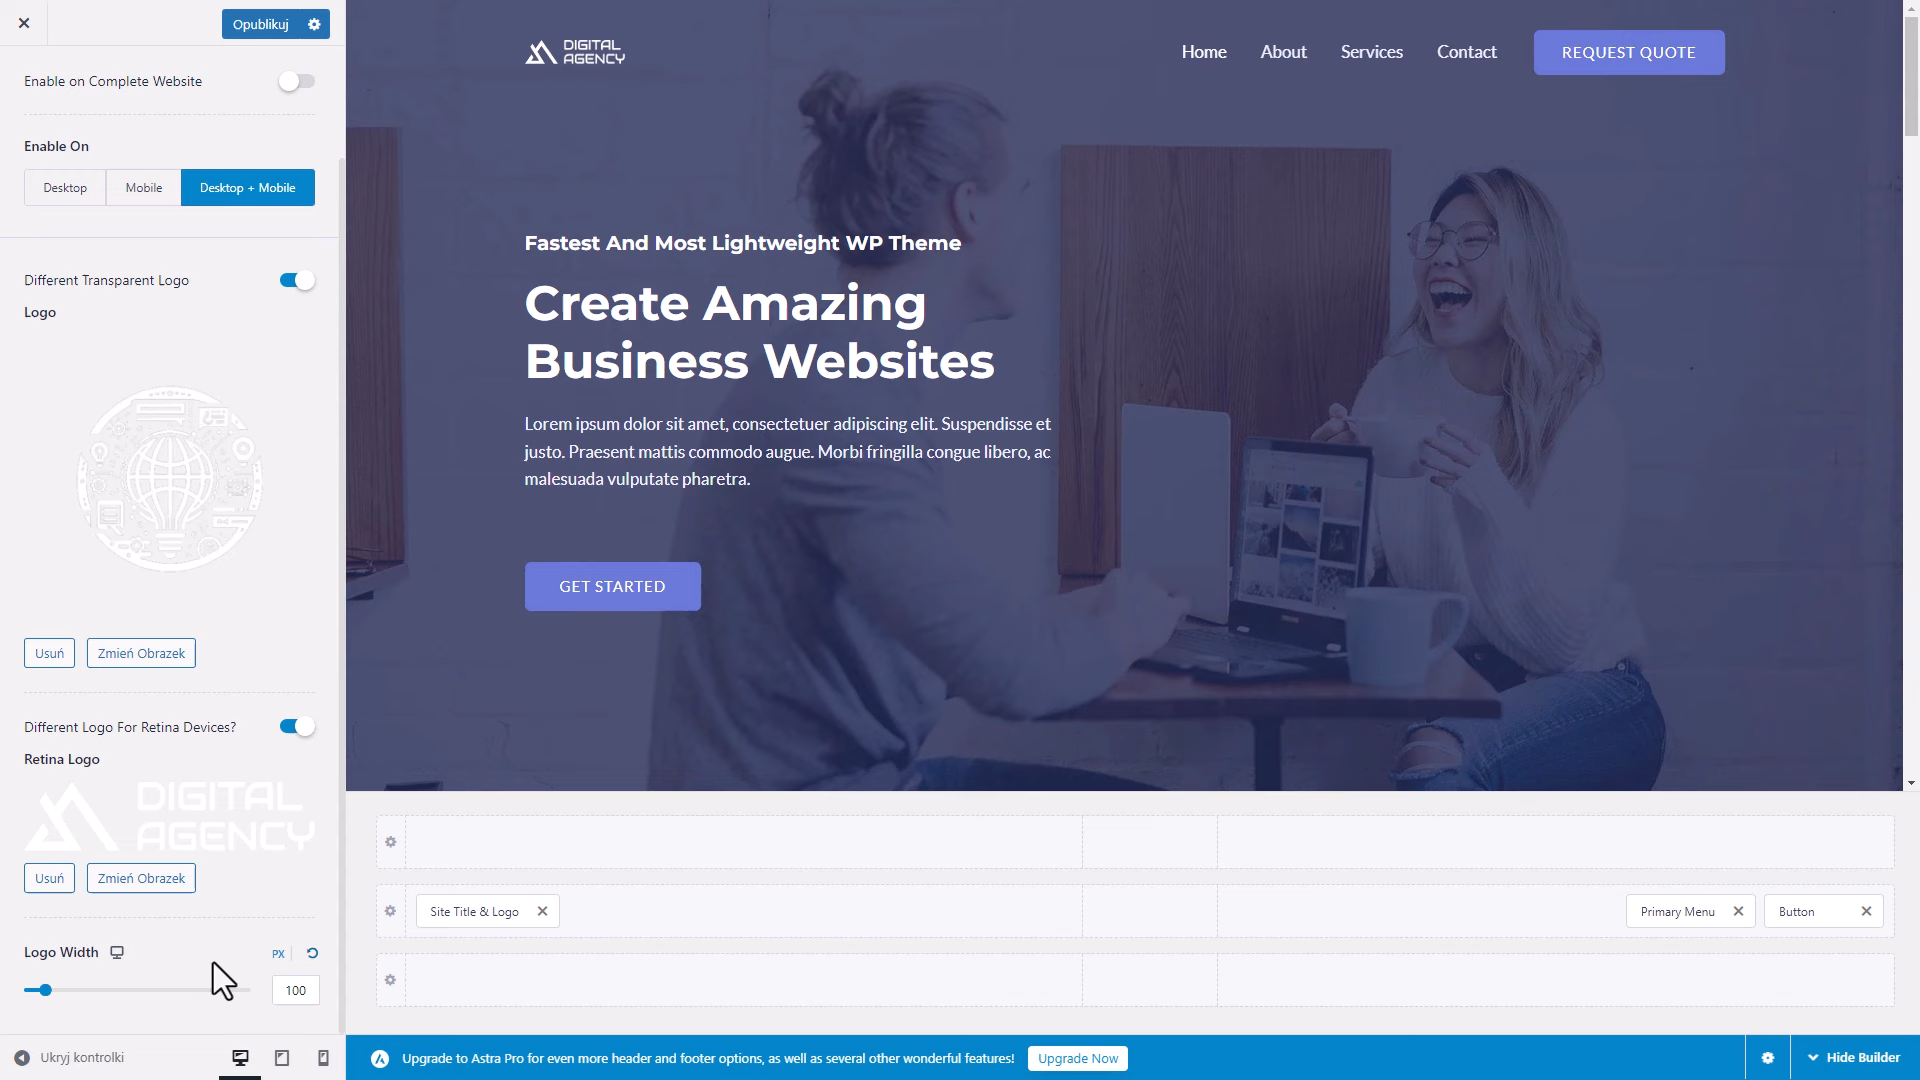 Opublikuj
Enable on Complete Website
Enable On
Desktop
Mobile
Desktop + Mobile
Different Transparent Logo
Logo
Usuń
Zmień Obrazek
Different Logo For Retina Devices?
Retina Logo
DIGITAL
AGENCY
Usuń
Zmień Obrazek
Logo Width
PX
100
Ukryj kontrolki
DIGITAL
AGENCY
Home
About
Services
Contact
REQUEST QUOTE
Fastest And Most Lightweight WP Theme
Create Amazing
Business Websites
Lorem ipsum dolor sit amet, consectetuer adipiscing elit. Suspendisse et
justo. Praesent mattis commodo augue. Morbi fringilla congue libero, ac
malesuada vulputate pharetra.
GET STARTED
Site Title & Logo
Primary Menu
Button
Upgrade to Astra Pro for even more header and footer options, as well as several other wonderful features!
Upgrade Now
Hide Builder